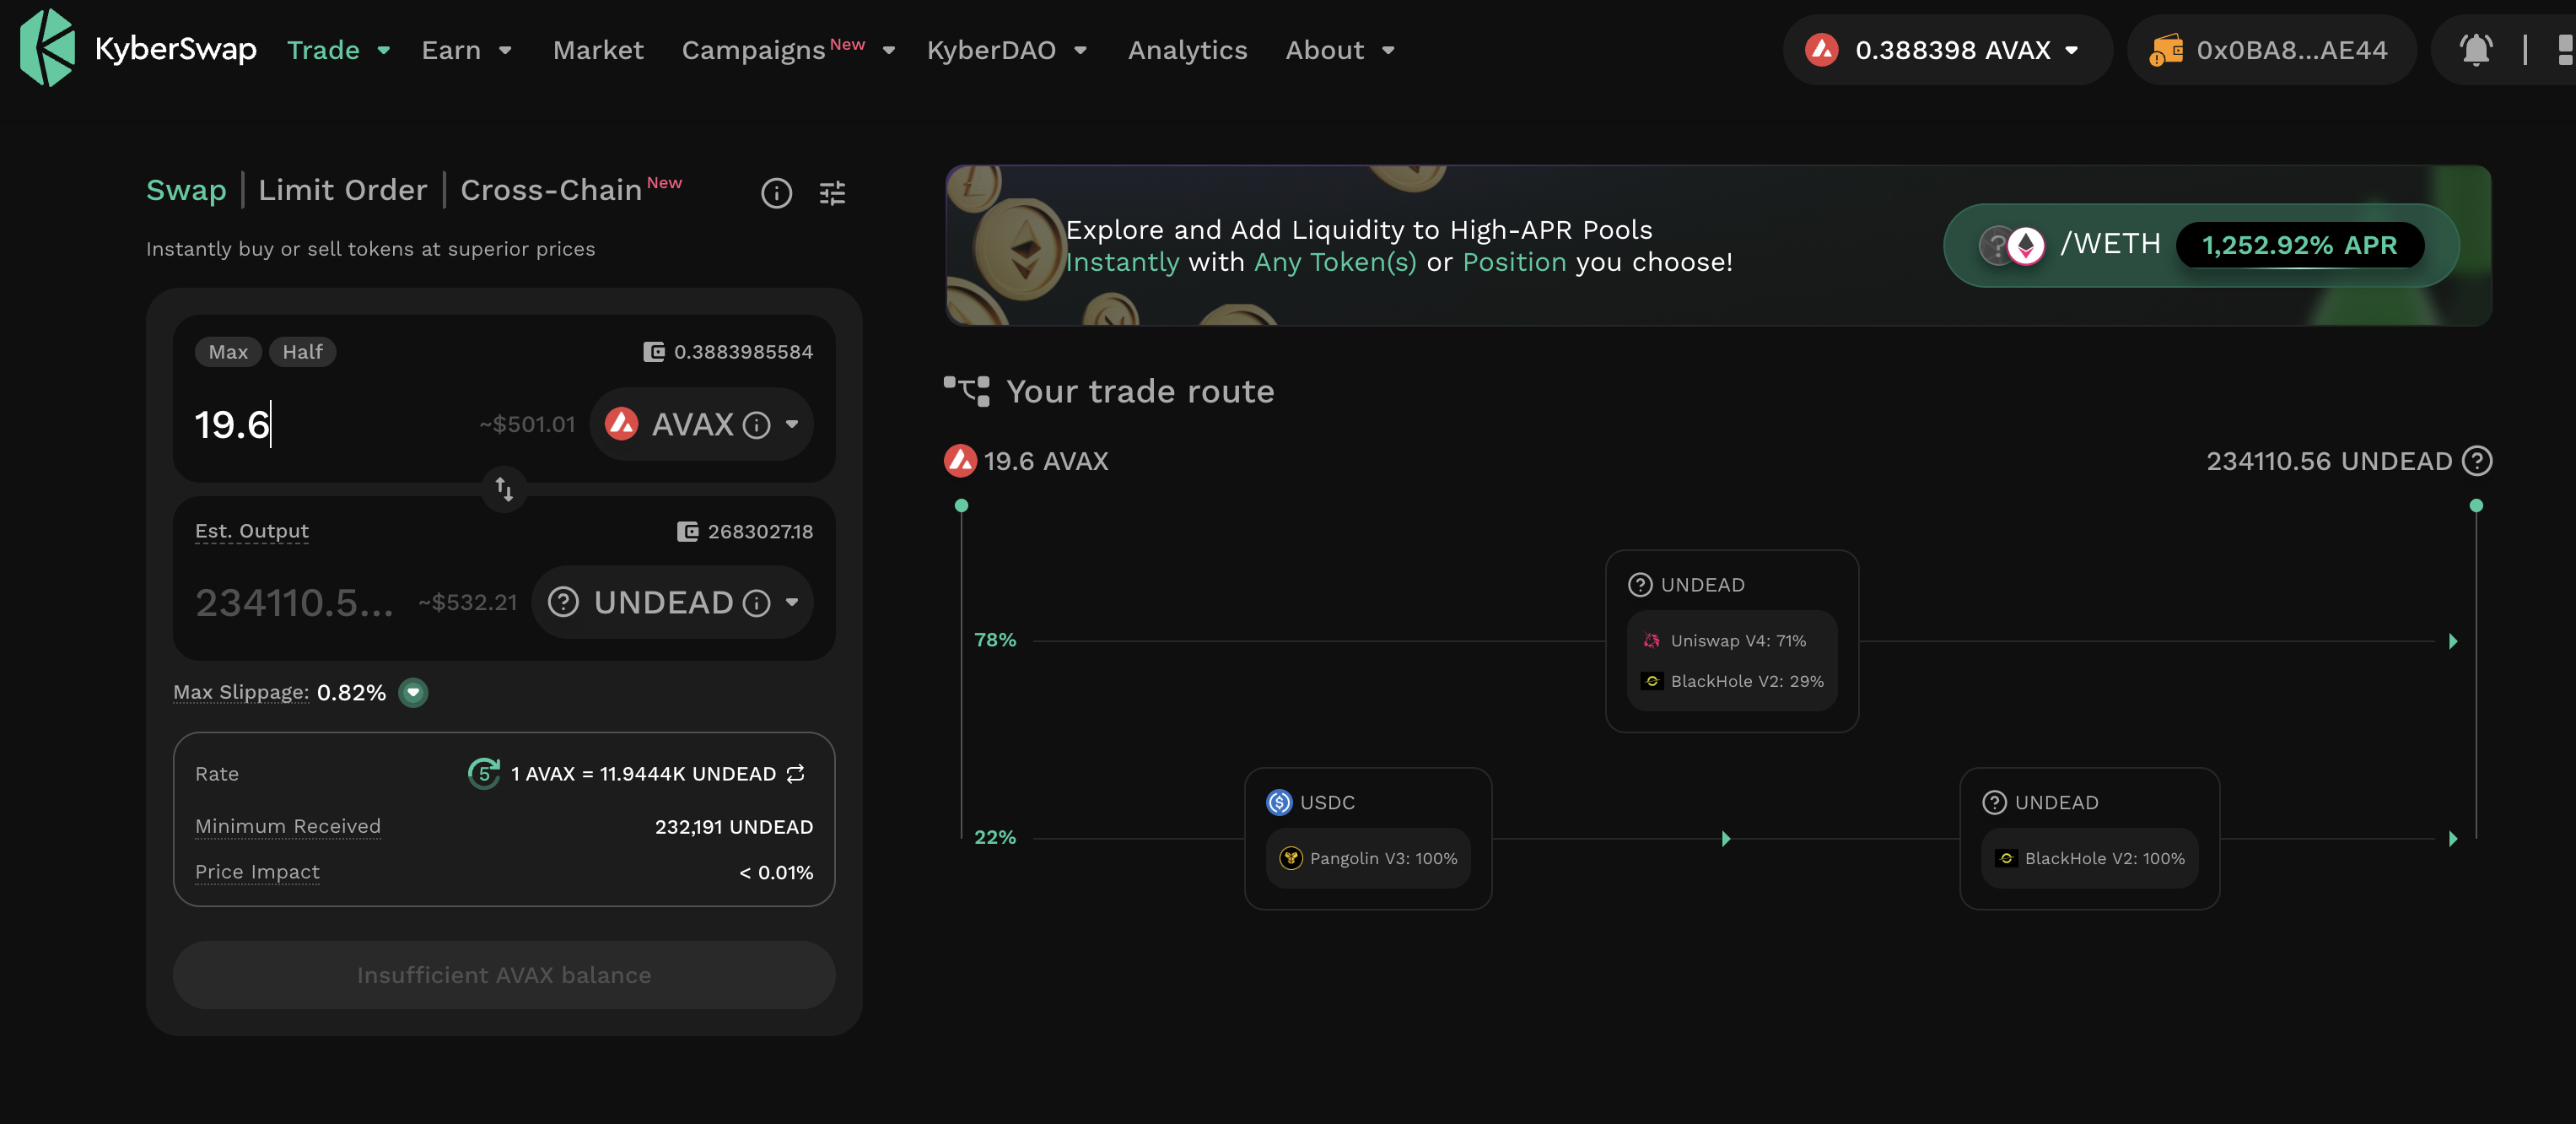 KyberSwap Trade Earn Market Campaigns New KyberDAO Analytics About 0.388398 AVAX 0x0BA8...AE44
Swap | Limit Order | Cross-Chain New
Instantly buy or sell tokens at superior prices
Max Half 0.3883985584
19.6 ~$501.01 AVAX
Est. Output 2683027.18
234110.5... ~$532.21 UNDEAD
Max Slippage: 0.82%
Rate 5 1 AVAX = 11.9444K UNDEAD
Minimum Received 232,191 UNDEAD
Price Impact < 0.01%
Insufficient AVAX balance
Explore and Add Liquidity to High-APR Pools
Instantly with Any Token(s) or Position you choose!
/WETH 1,252.92% APR
Your trade route
19.6 AVAX 234110.56 UNDEAD
UNDEAD
78% Uniswap V4: 71%
BlackHole V2: 29%
USDC UNDEAD
22% Pangolin V3: 100% BlackHole V2: 100%